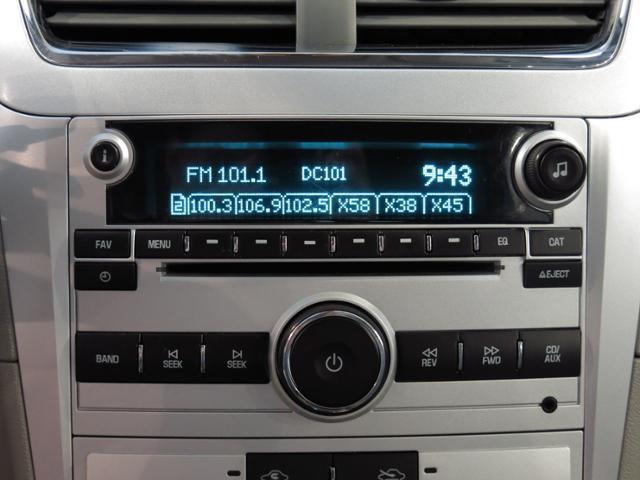 FM 101.1 DC101 9:43
2 100.3 106.9 102.5 X58 X38 X45
FAV MENU EQ CAT
EJECT
BAND SEEK SEEK REV FWD CD/AUX